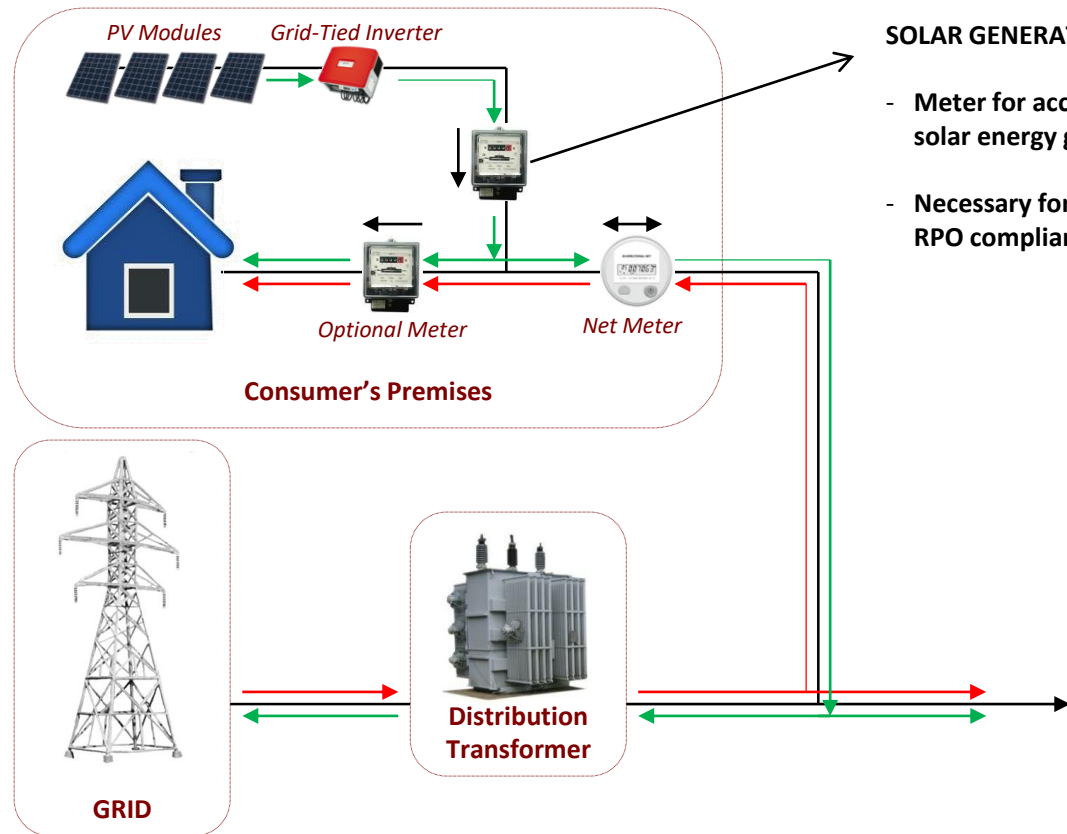 PV Modules
Grid-Tied Inverter
SOLAR GENERAT
- Meter for acc
solar energy g
- Necessary for
RPO complian
Optional Meter
Net Meter
Consumer's Premises
Distribution
Transformer
GRID